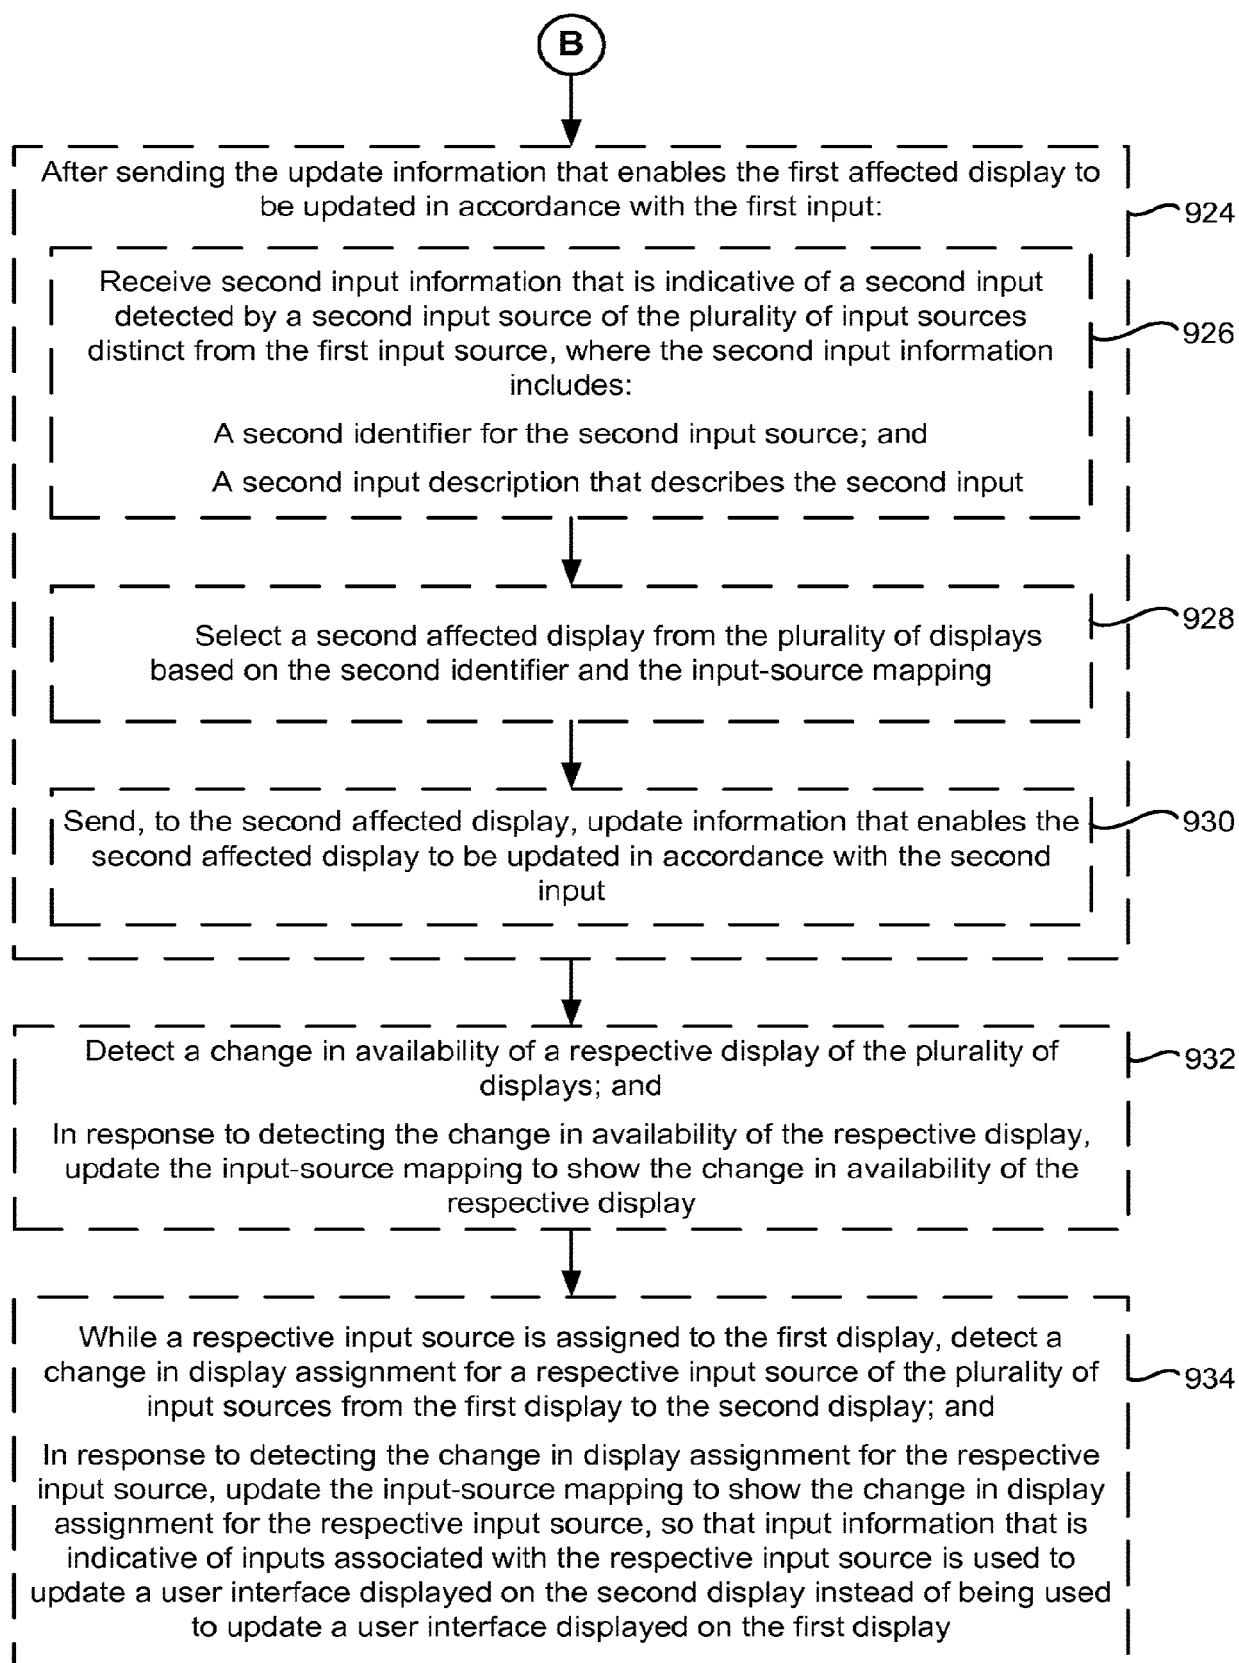 B
After sending the update information that enables the first affected display to
be updated in accordance with the first input:
924
Receive second input information that is indicative of a second input
detected by a second input source of the plurality of input sources
distinct from the first input source, where the second input information
includes:
926
A second identifier for the second input source; and
A second input description that describes the second input
Select a second affected display from the plurality of displays
based on the second identifier and the input-source mapping
928
Send, to the second affected display, update information that enables the
second affected display to be updated in accordance with the second
input
930
Detect a change in availability of a respective display of the plurality of
displays; and
932
In response to detecting the change in availability of the respective display,
update the input-source mapping to show the change in availability of the
respective display
While a respective input source is assigned to the first display, detect a
change in display assignment for a respective input source of the plurality of
input sources from the first display to the second display; and
934
In response to detecting the change in display assignment for the respective
input source, update the input-source mapping to show the change in display
assignment for the respective input source, so that input information that is
indicative of inputs associated with the respective input source is used to
update a user interface displayed on the second display instead of being used
to update a user interface displayed on the first display